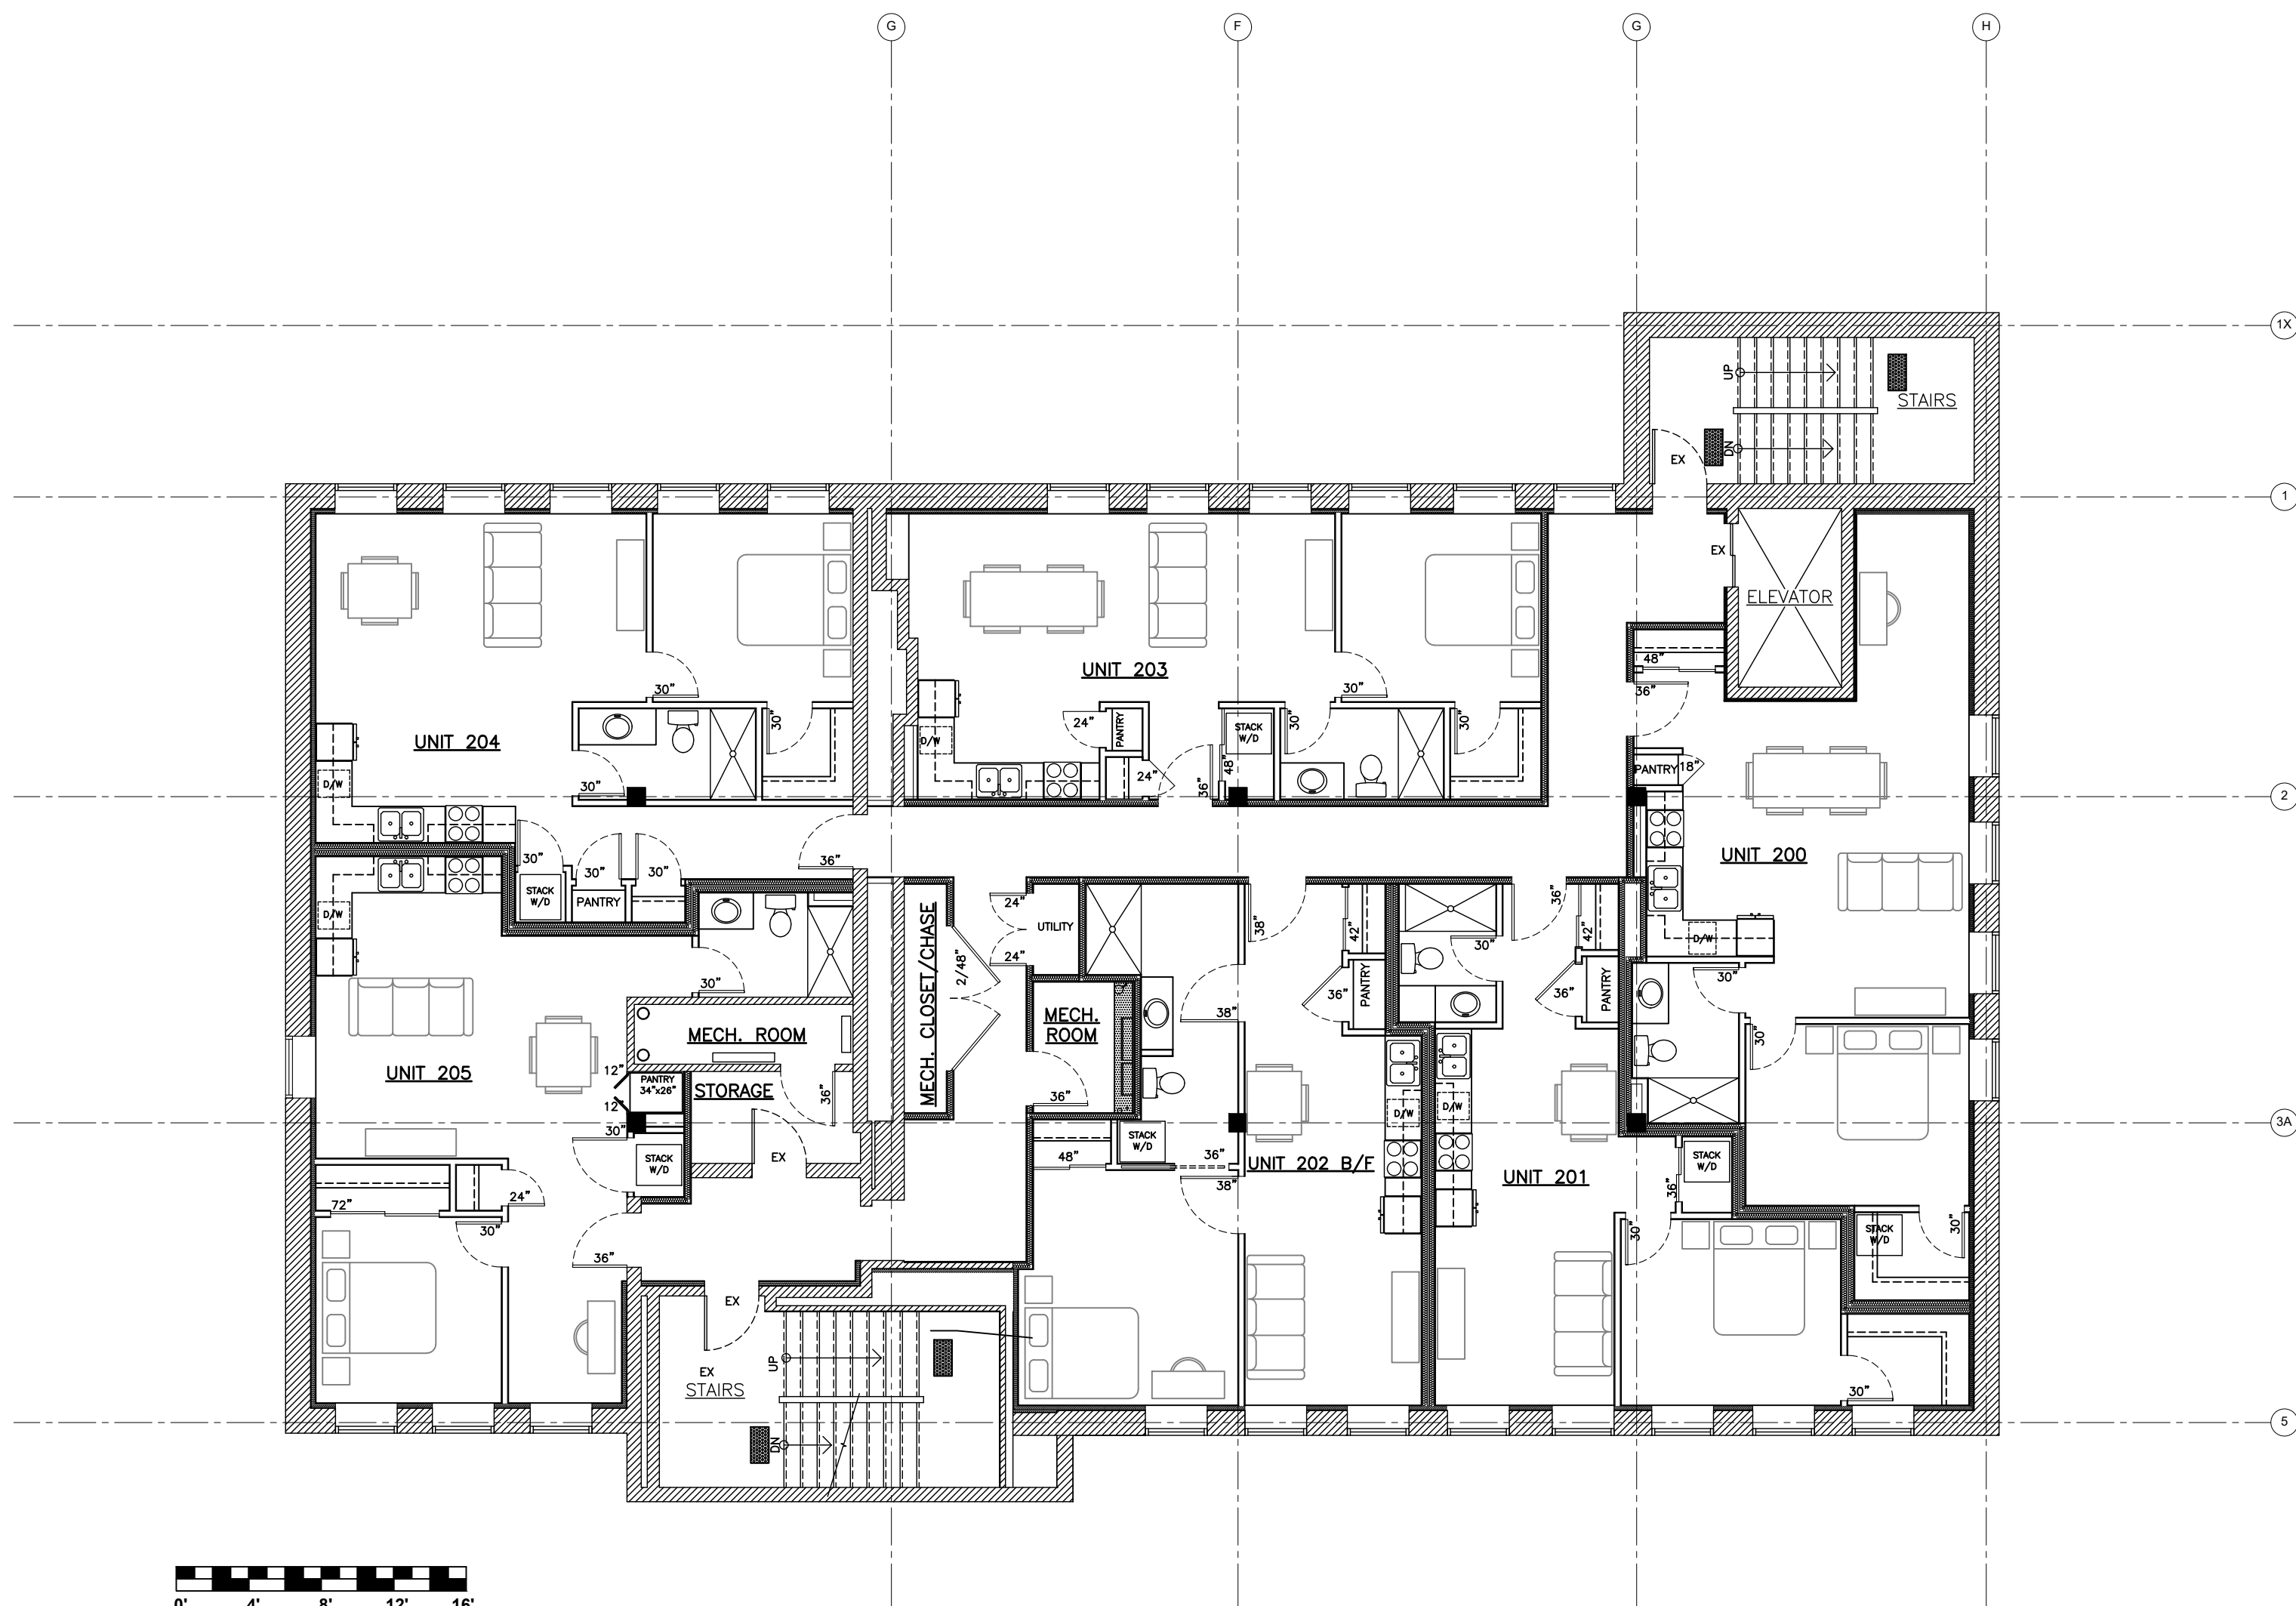 G F G H
1X
UP
STAIRS
DN
EX
1
EX
ELEVATOR
UNIT 203
48"
30" 30" 36"
30" 24" PANTRY STACK W/D 30" 30"
UNIT 204 D/W 48" PANTRY 18"
24"
D/W 30" 36" 2
36" UNIT 200
30" 30" 30"
STACK
W/D
PANTRY
D/W
24"
UTILITY
38" 42" 36" 42"
30" D/W
MECH. CLOSET/CHASE
2/48"
24"
30"
30"
36" PANTRY 36" PANTRY
MECH. ROOM
MECH.
ROOM
38"
30"
UNIT 205
12"
PANTRY
34"x26"
12"
STORAGE
36"
36"
D/W D/W
3A
30"
STACK
W/D
EX
STACK
W/D
48" 36"
38"
UNIT 202 B/F
UNIT 201
STACK
W/D
36"
72" 24"
30"
36"
30"
STACK
W/D
30"
EX
EX
STAIRS
UP
DN
30"
5
0' 4' 8' 12' 16'